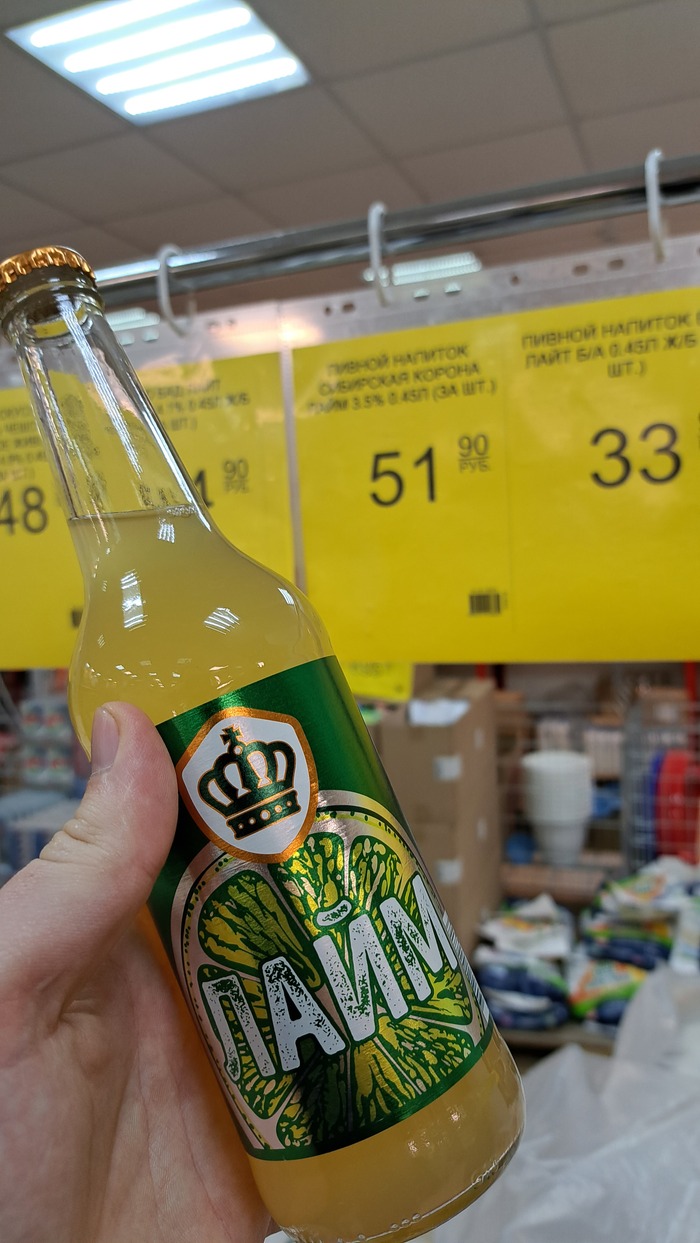 48
90
РУБ.
ПИВНОЙ НАПИТОК
СИБИРСКАЯ КОРОНА
ЛАЙМ 3.5% 0.45Л (ЗА ШТ.)
51
90
РУБ.
ПИВНОЙ НАПИТОК
ЛАЙТ Б/А 0.45Л Ж/Б
ШТ.)
33
ЛАЙМ